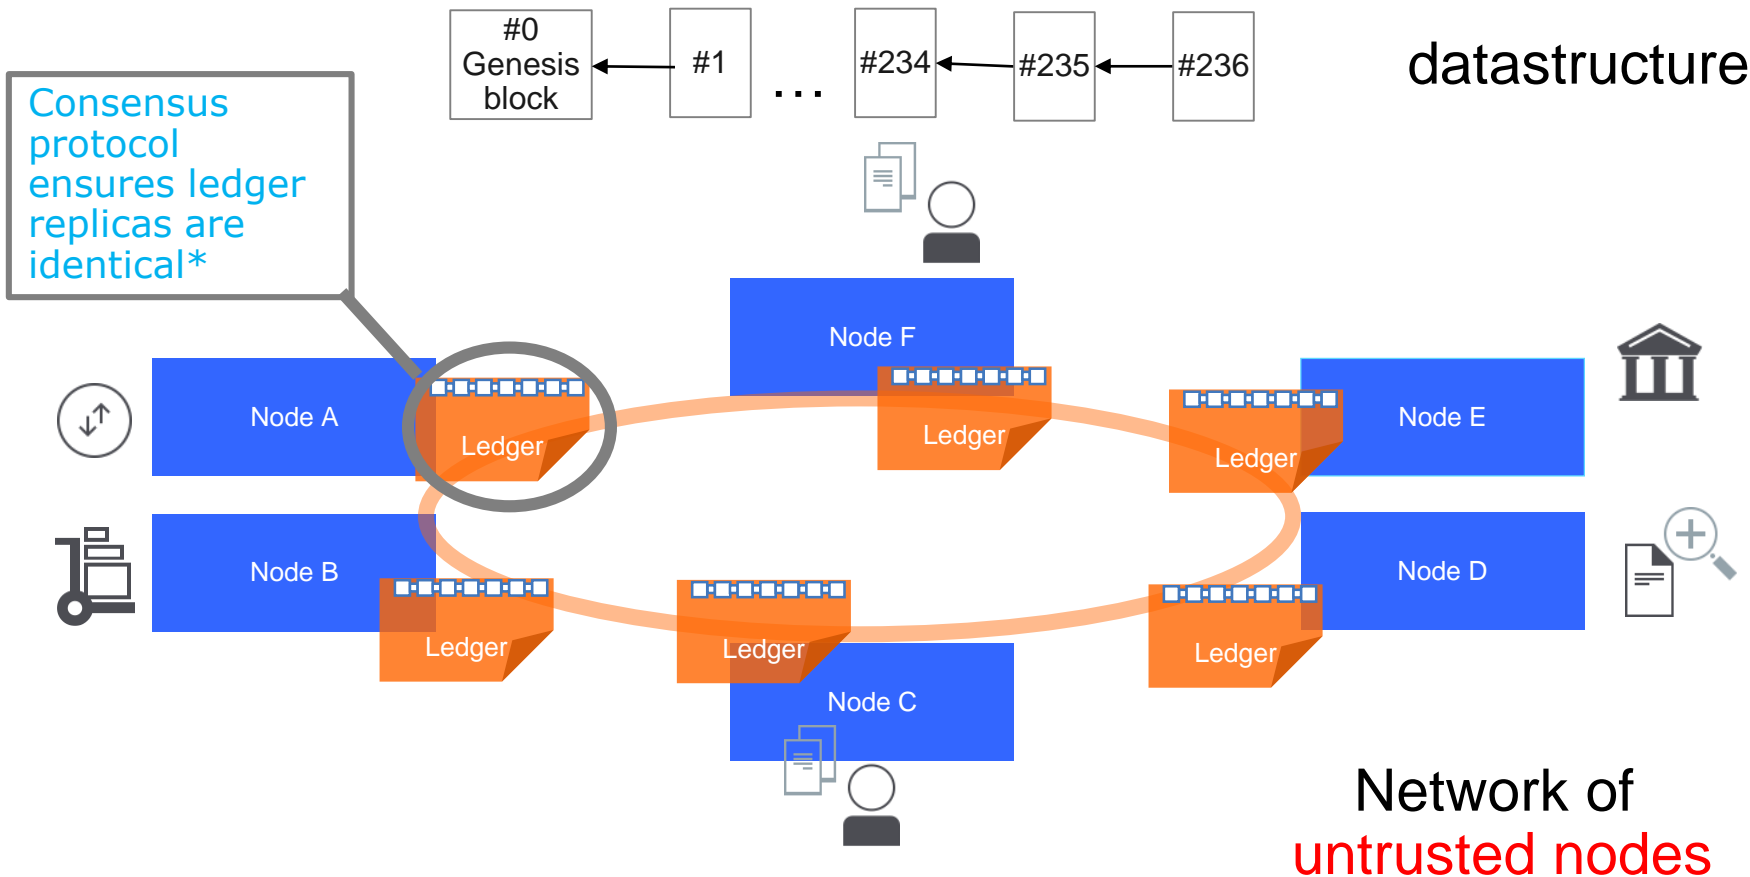 #0
Genesis
block
#1
...
#234
#235
#236
datastructure
Consensus
protocol
ensures ledger
replicas are
identical*
Node F
Ledger
Node A
Ledger
Node E
Ledger
Node B
Ledger
Node D
Ledger
Ledger
Node C
Network of
untrusted nodes